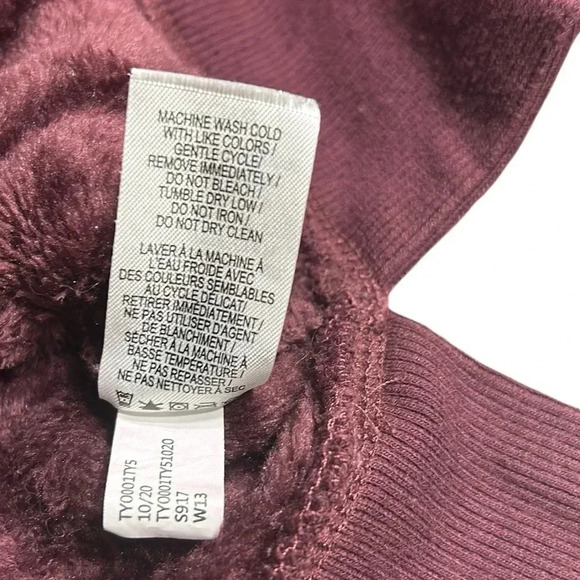 MACHINE WASH COLD
WITH LIKE COLORS /
GENTLE CYCLE/
REMOVE IMMEDIATELY /
DO NOT BLEACH /
TUMBLE DRY LOW /
DO NOT IRON /
DO NOT DRY CLEAN
LAVER À LA MACHINE À
L'EAU FROIDE AVEC
DES COULEURS SEMBLABLES
AU CYCLE DÉLICAT/
RETIRER IMMÉDIATEMENT /
NE PAS UTILISER D'AGENT
DE BLANCHIMENT /
SÉCHER À LA MACHINE À
BASSE TEMPÉRATURE /
NE PAS REPASSER /
NE PAS NETTOYER À SEC
TYO001TY5
10/20
TYO001TY51020
S917
W13